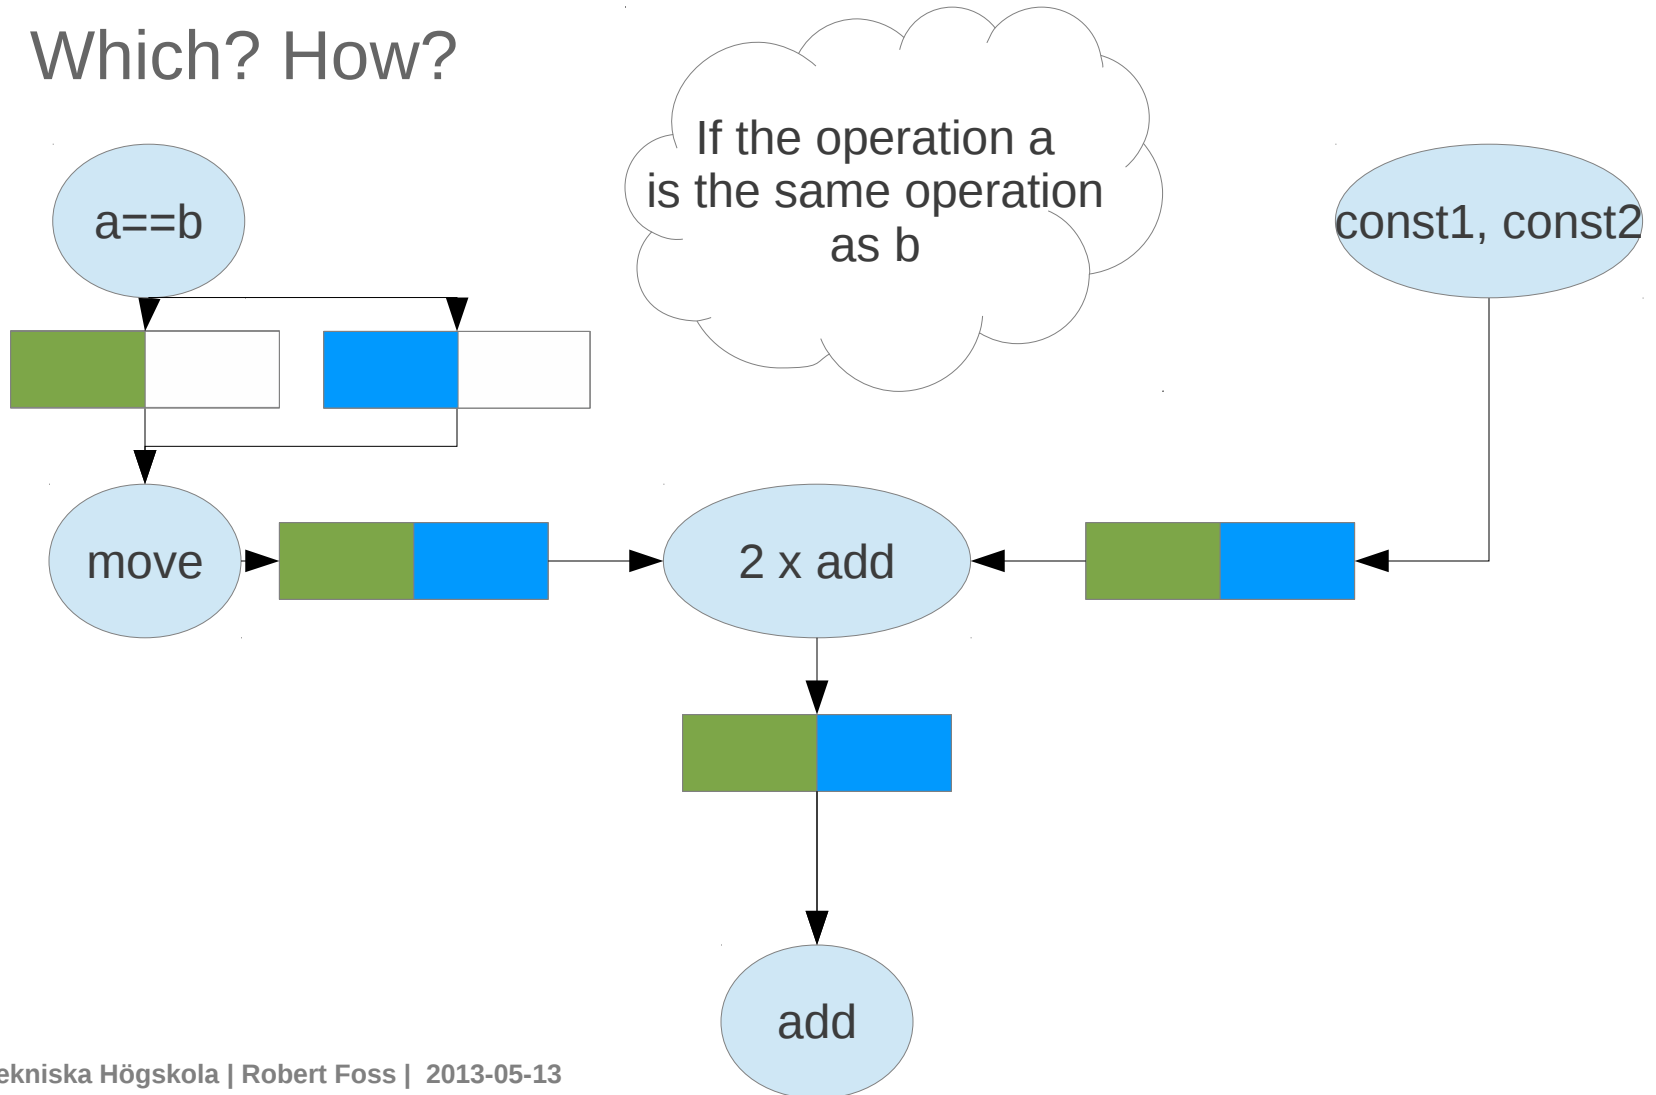 Which? How?
If the operation a
is the same operation
as b
a==b
const1, const2
move
2 x add
add
ekniska Högskola | Robert Foss | 2013-05-13